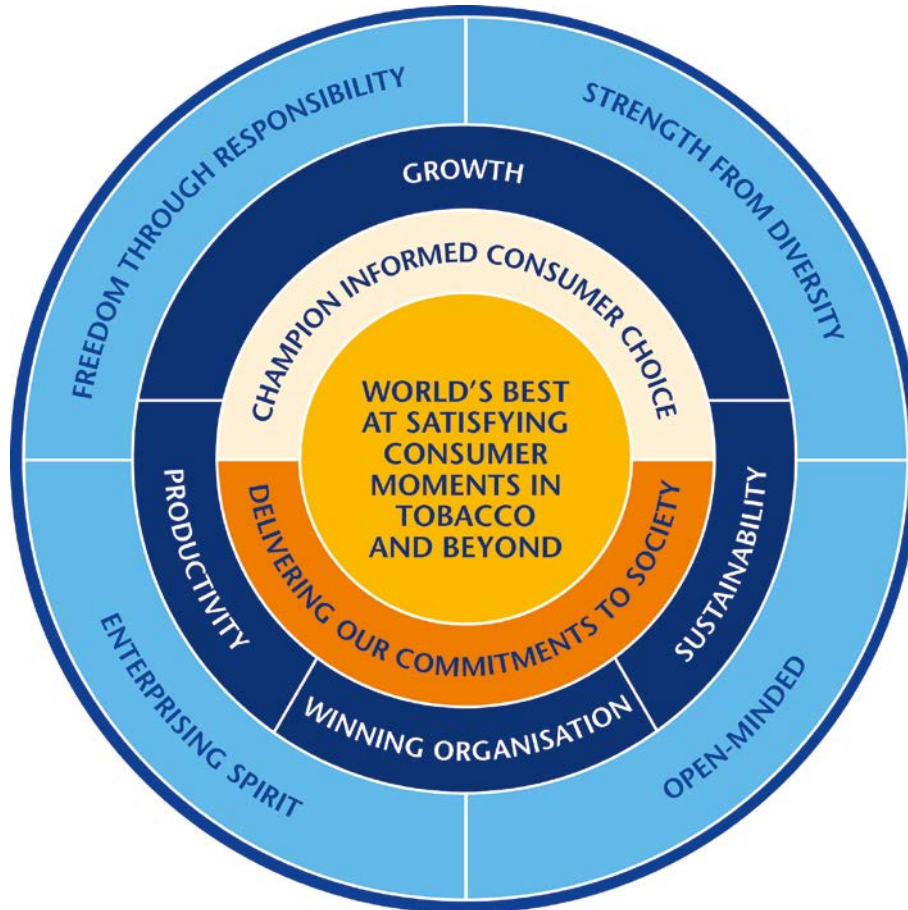 FREEDOM THROUGH RESPONSIBILITY
STRENGTH FROM DIVERSITY
GROWTH
CHAMPION INFORMED CONSUMER CHOICE
WORLD'S BEST
AT SATISFYING
CONSUMER
MOMENTS IN
TOBACCO
AND BEYOND
DELIVERING OUR COMMITMENTS TO SOCIETY
PRODUCTIVITY
SUSTAINABILITY
WINNING ORGANISATION
ENTERPRISING SPIRIT
OPEN-MINDED